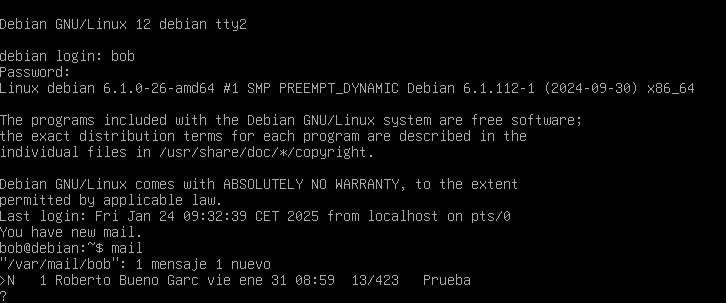 Debian GNU/Linux 12 debian tty2
debian login: bob
Password:
Linux debian 6.1.0-26-amd64 #1 SMP PREEMPT_DYNAMIC Debian 6.1.112-1 (2024-09-30) x86_64
The programs included with the Debian GNU/Linux system are free software;
the exact distribution terms for each program are described in the
individual files in /usr/share/doc/*/copyright.
Debian GNU/Linux comes with ABSOLUTELY NO WARRANTY, to the extent
permitted by applicable law.
Last login: Fri Jan 24 09:32:39 CET 2025 from localhost on pts/0
You have new mail.
bob@debian:~$ mail
"/var/mail/bob": 1 mensaje 1 nuevo
>N   1 Roberto Bueno Garc vie ene 31 08:59  13/423   Prueba
?